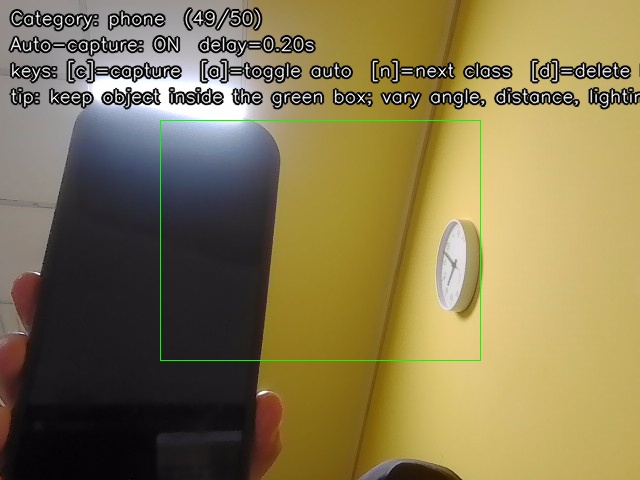 Category: phone (49/50)
Auto-capture: ON delay=0.20s
keys: [c]=capture [a]=toggle auto [n]=next class [d]=delete
tip: keep object inside the green box; vary angle, distance, lightin